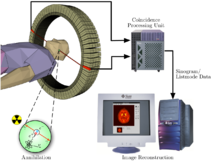 Coincidence
Processing Unit
Sinogram/
Listmode Data
Annihilation
Image Reconstruction